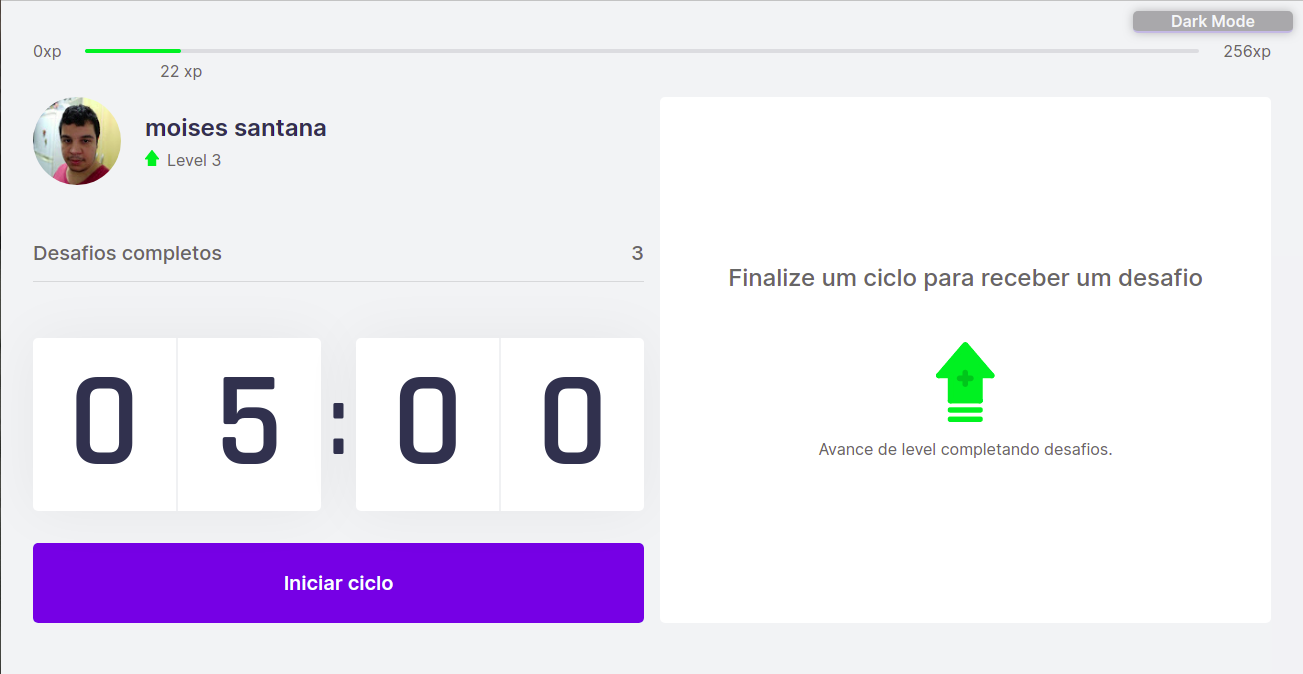 Dark Mode
0xp
256xp
22 xp
moises santana
Level 3
Desafios completos 3
05:00
Iniciar ciclo
Finalize um ciclo para receber um desafio
Avance de level completando desafios.